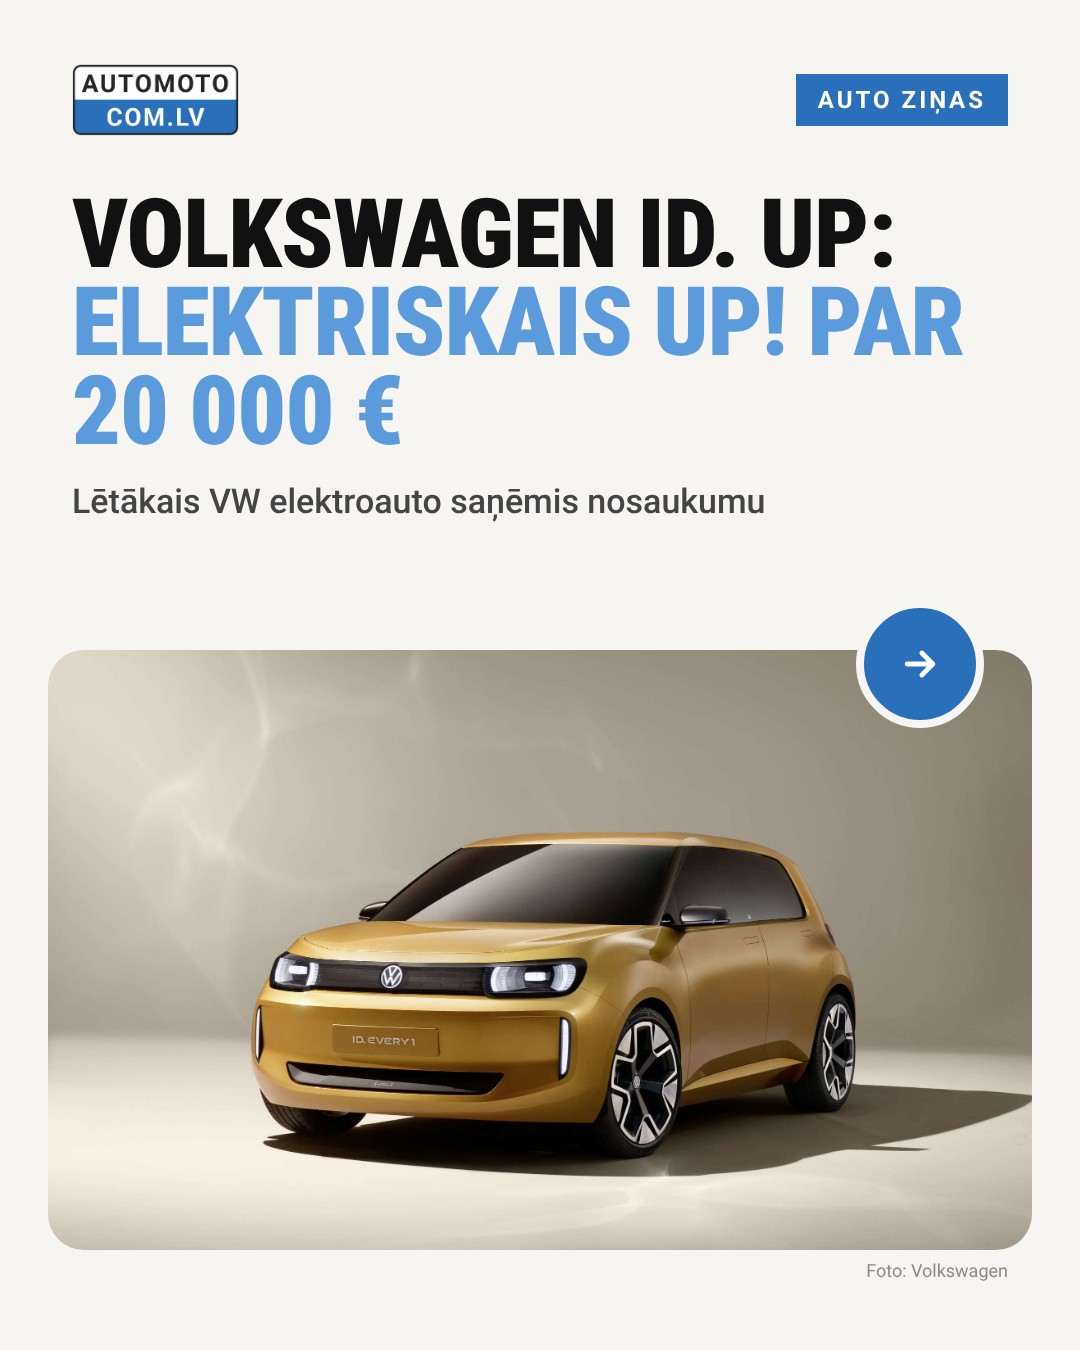 AUTOMOTO
COM.LV
AUTO ZIŅAS
VOLKSWAGEN ID. UP:
ELEKTRISKAIS UP! PAR
20 000 €
Lētākais VW elektroauto saņēmis nosaukumu
ID. EVERY1
Foto: Volkswagen